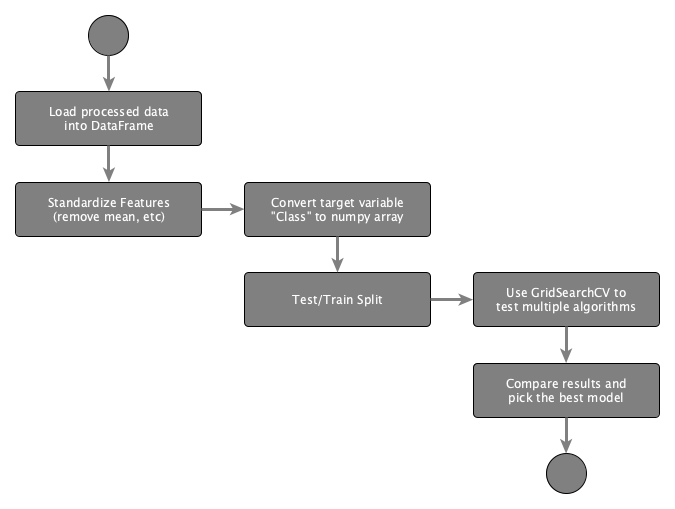 Load processed data
into DataFrame
Standardize Features
(remove mean, etc)
Convert target variable
"Class" to numpy array
Test/Train Split
Use GridSearchCV to
test multiple algorithms
Compare results and
pick the best model